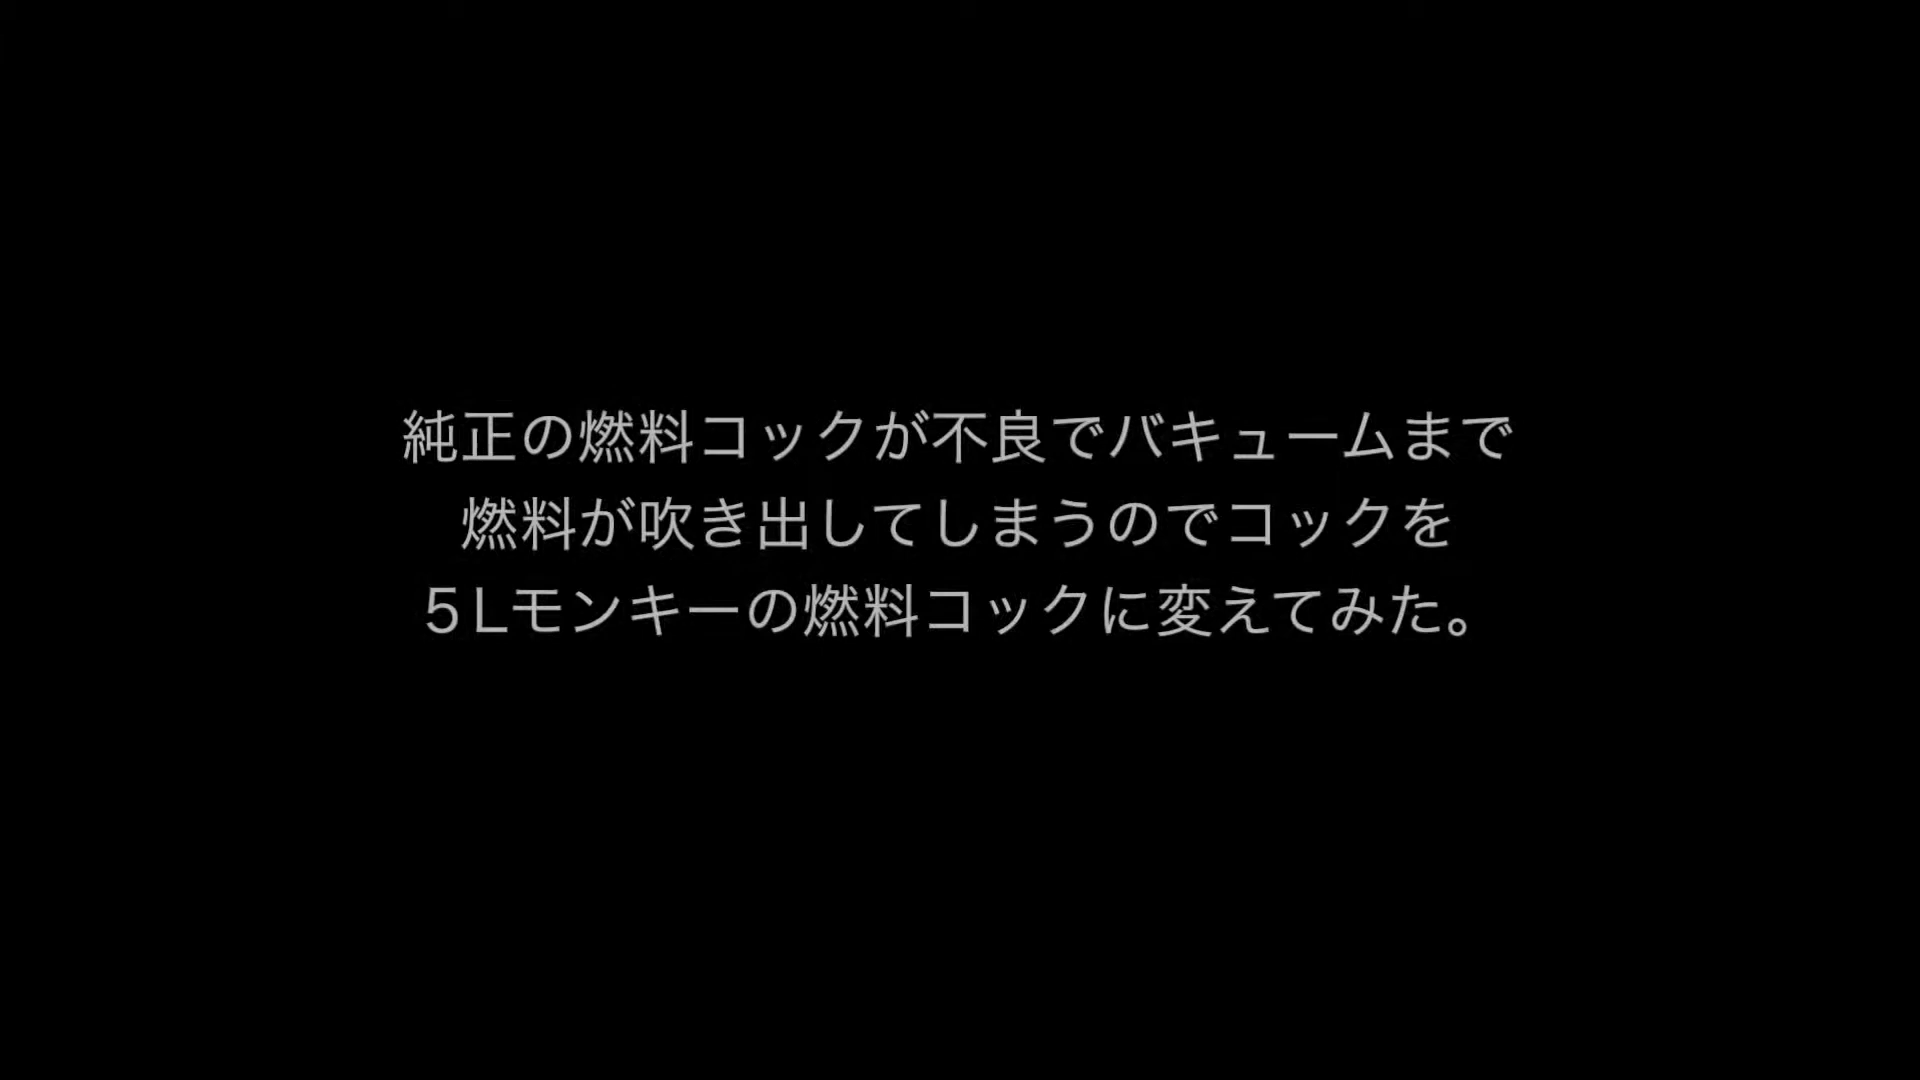 純正の燃料コックが不良でバキュームまで
燃料が吹き出してしまうのでコックを
５Ｌモンキーの燃料コックに変えてみた。